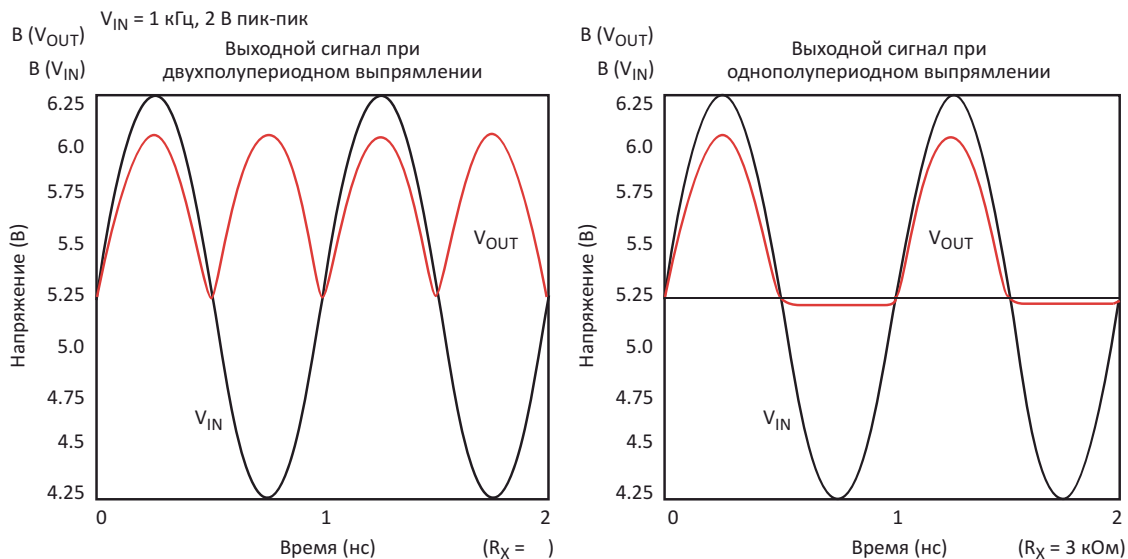 V_IN = 1 кГц, 2 В пик-пик
В (V_OUT)
В (V_IN)
Выходной сигнал при
двухполупериодном выпрямлении
6.25
6.0
5.75
5.5
5.25
5.0
4.75
4.5
4.25
Напряжение (В)
V_OUT
V_IN
0
1
2
Время (нс)
(R_X = )
В (V_OUT)
В (V_IN)
Выходной сигнал при
однополупериодном выпрямлении
6.25
6.0
5.75
5.5
5.25
5.0
4.75
4.5
4.25
Напряжение (В)
V_OUT
V_IN
0
1
2
Время (нс)
(R_X = 3 кОм)